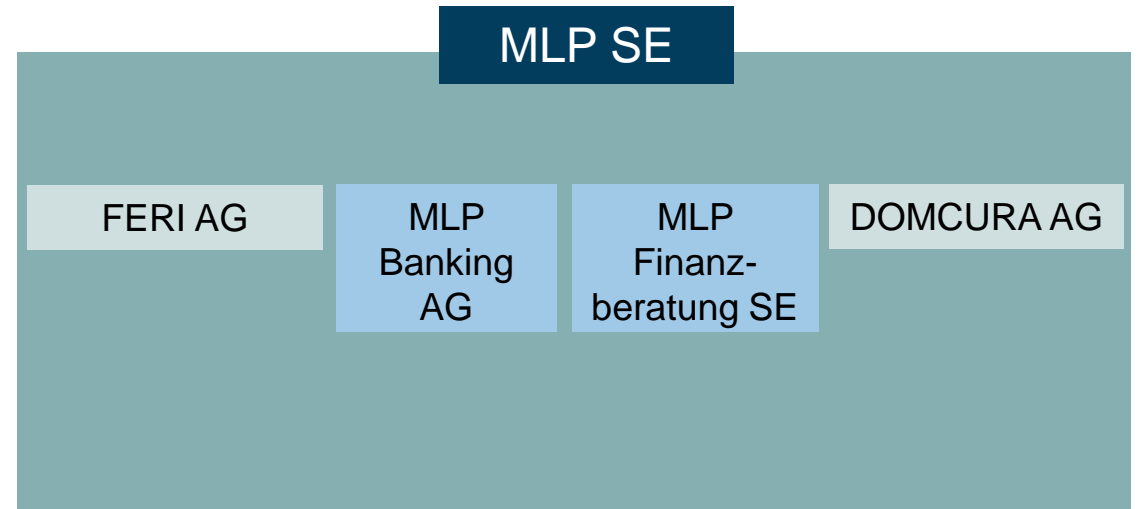 MLP SE
FERI AG
MLP
Banking
AG
MLP
Finanz-
beratung SE
DOMCURA AG